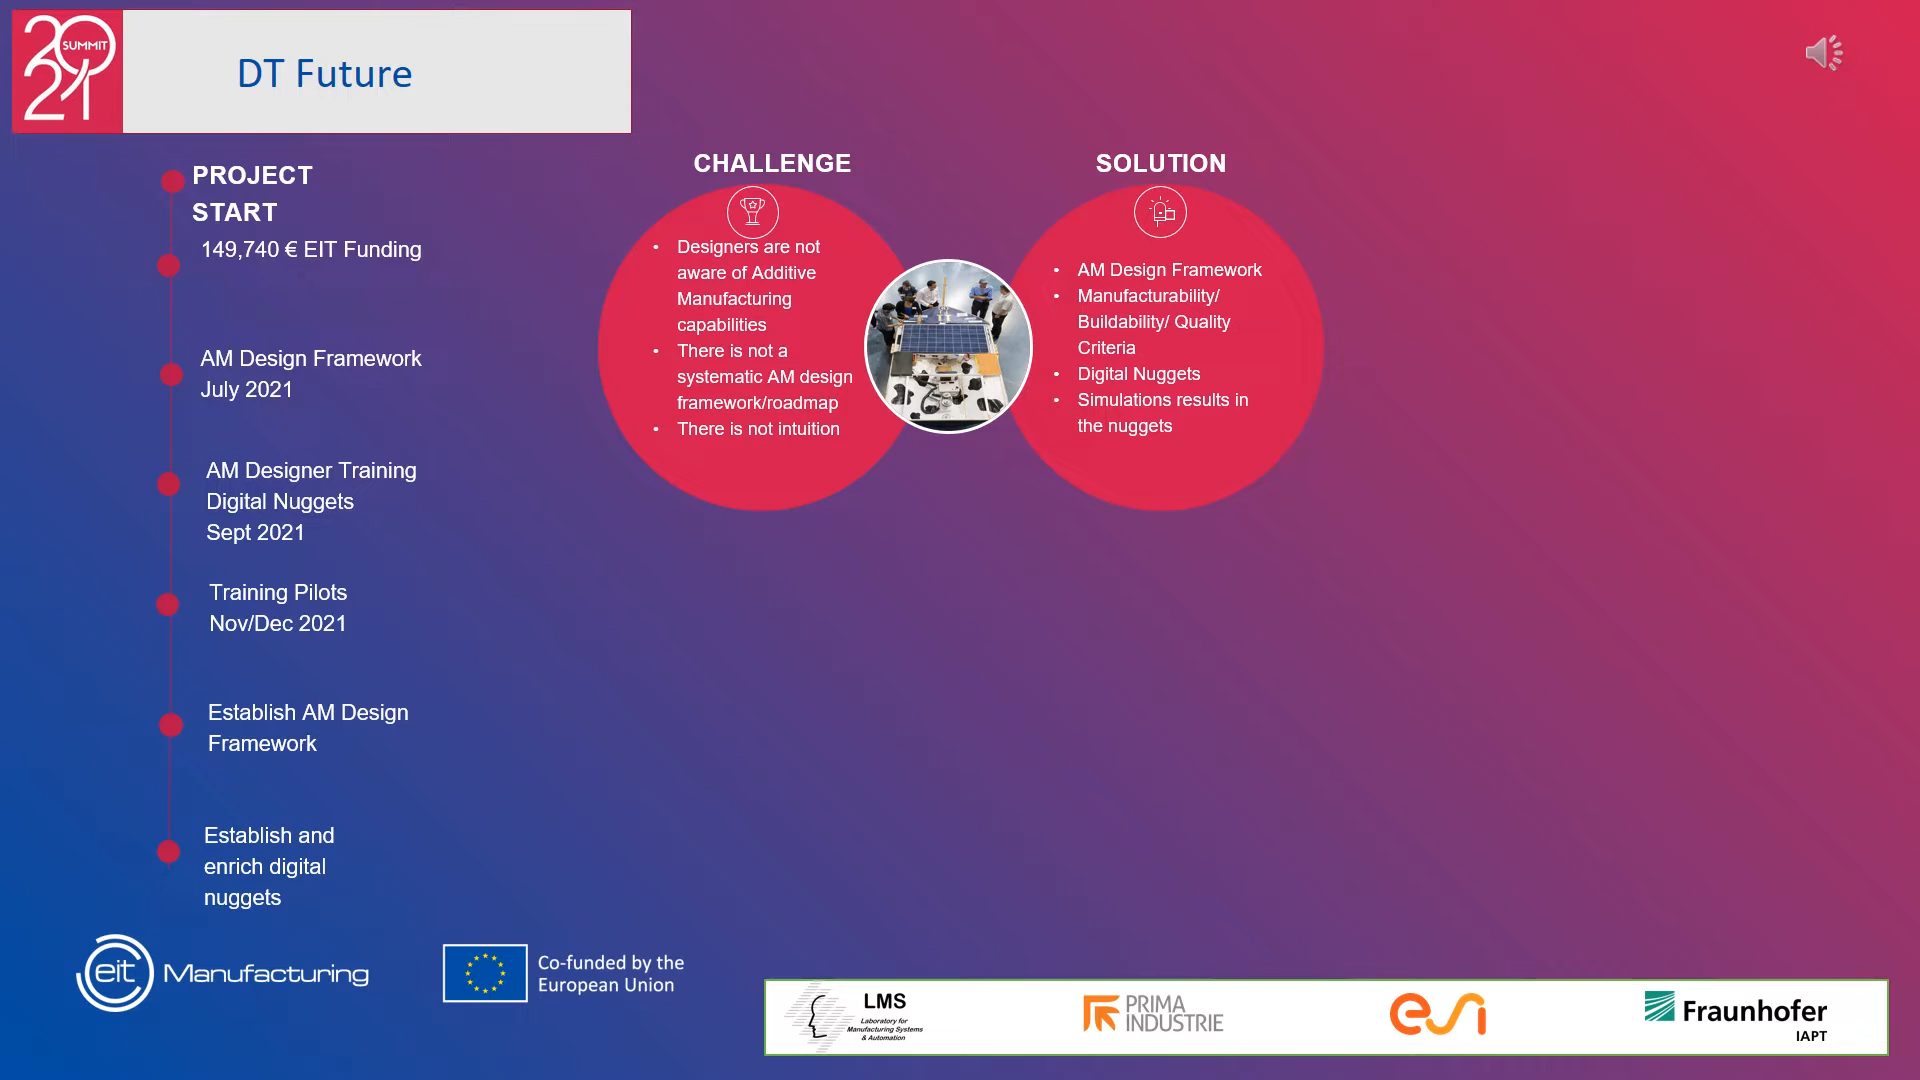 20
SUMMIT
21
DT Future
PROJECT
START
149,740 € EIT Funding
AM Design Framework
July 2021
AM Designer Training
Digital Nuggets
Sept 2021
Training Pilots
Nov/Dec 2021
Establish AM Design
Framework
Establish and
enrich digital
nuggets
CHALLENGE
• Designers are not
aware of Additive
Manufacturing
capabilities
• There is not a
systematic AM design
framework/roadmap
• There is not intuition
SOLUTION
• AM Design Framework
• Manufacturability/
Buildability/ Quality
Criteria
• Digital Nuggets
• Simulations results in
the nuggets
eit Manufacturing
Co-funded by the
European Union
LMS
Laboratory for
Manufacturing Systems
& Automation
PRIMA
INDUSTRIE
esi
Fraunhofer
IAPT